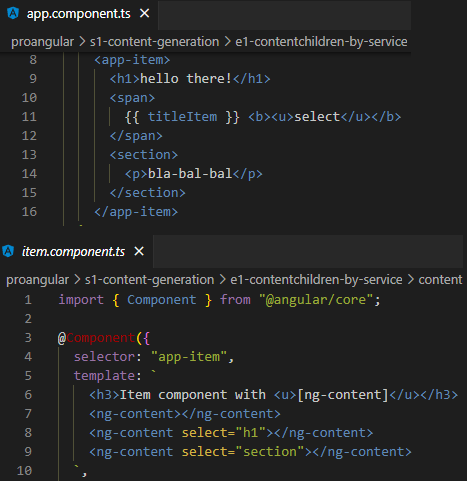 app.component.ts ×
proangular > s1-content-generation > e1-contentchildren-by-service
8 <app-item>
9 <h1>hello there!</h1>
10 <span>
11 {{ titleItem }} <b><u>select</u></b>
12 </span>
13 <section>
14 <p>bla-bal-bal</p>
15 </section>
16 </app-item>
item.component.ts ×
proangular > s1-content-generation > e1-contentchildren-by-service > content
1 import { Component } from "@angular/core";
2
3 @Component({
4 selector: "app-item",
5 template: `
6 <h3>Item component with <u>[ng-content]</u></h3>
7 <ng-content></ng-content>
8 <ng-content select="h1"></ng-content>
9 <ng-content select="section"></ng-content>
10 `,